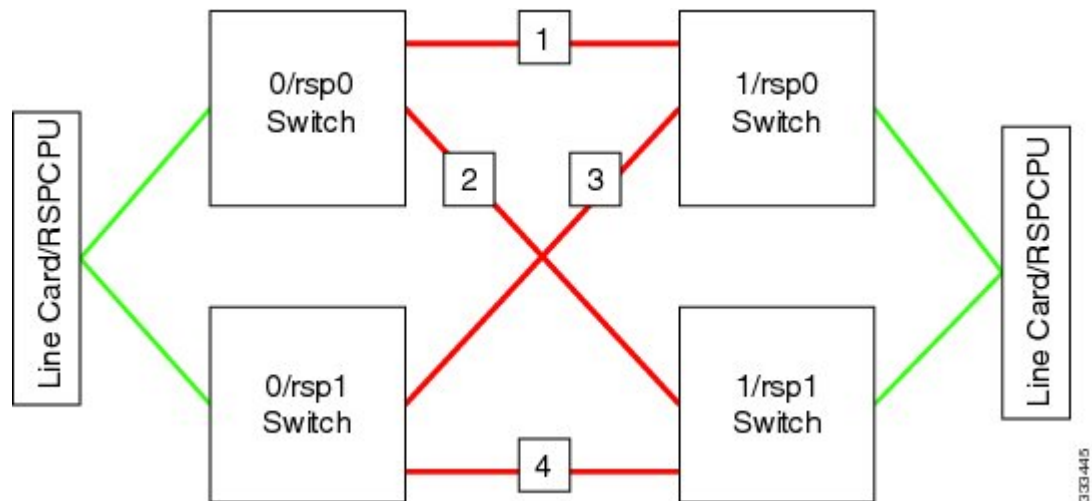 0/rsp0
Switch
1
1/rsp0
Switch
2
3
Line Card/RSPCPU
Line Card/RSPCPU
0/rsp1
Switch
1/rsp1
Switch
4
333445